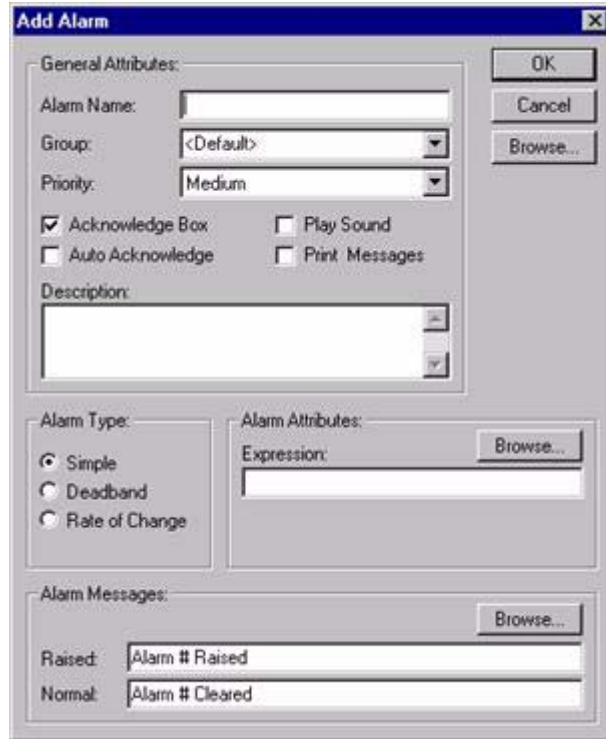 Add Alarm
General Attributes:
OK
Alarm Name:
Cancel
Group: <Default>
Browse...
Priority: Medium
Acknowledge Box Play Sound
Auto Acknowledge Print Messages
Description:
Alarm Type:
Simple
Deadband
Rate of Change
Alarm Attributes:
Browse...
Expression:
Alarm Messages:
Browse...
Raised: Alarm # Raised
Normal: Alarm # Cleared